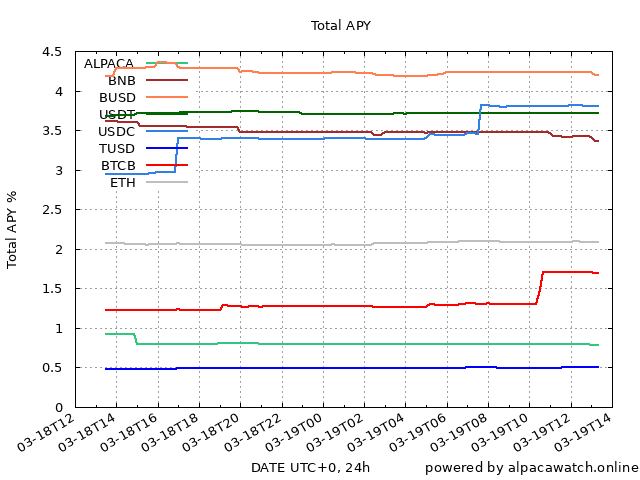 Total APY
Total APY %
4.5
4
3.5
3
2.5
2
1.5
1
0.5
0
ALPACA
BNB
BUSD
USDT
USDC
TUSD
BTCB
ETH
03-18T12
03-18T14
03-18T16
03-18T18
03-18T20
03-18T22
03-19T00
03-19T02
03-19T04
03-19T06
03-19T08
03-19T10
03-19T12
03-19T14
DATE UTC+0, 24h
powered by alpacawatch.online